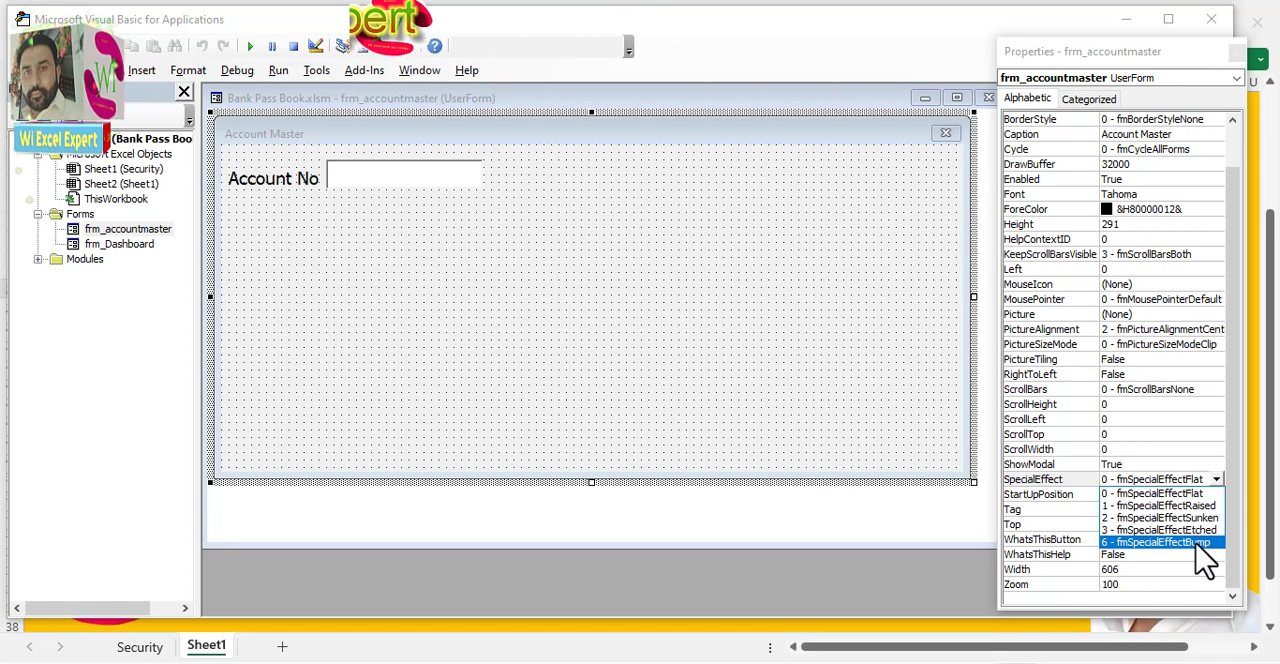 Microsoft Visual Basic for Applications
pert
Insert Format Debug Run Tools Add-Ins Window Help
Wi
Wi Excel Expert
(Bank Pass Boo
Microsoft Excel Objects
Sheet1 (Security)
Sheet2 (Sheet1)
ThisWorkbook
Forms
frm_accountmaster
frm_Dashboard
Modules
Bank Pass Book.xlsm - frm_accountmaster (UserForm)
Account Master
Account No
Properties - frm_accountmaster
frm_accountmaster UserForm
Alphabetic Categorized
BorderStyle 0 - fmBorderStyleNone
Caption Account Master
Cycle 0 - fmCycleAllForms
DrawBuffer 32000
Enabled True
Font Tahoma
ForeColor &H80000012&
Height 291
HelpContextID 0
KeepScrollBarsVisible 3 - fmScrollBarsBoth
Left 0
MouseIcon (None)
MousePointer 0 - fmMousePointerDefault
Picture (None)
PictureAlignment 2 - fmPictureAlignmentCent
PictureSizeMode 0 - fmPictureSizeModeClip
PictureTiling False
RightToLeft False
ScrollBars 0 - fmScrollBarsNone
ScrollHeight 0
ScrollLeft 0
ScrollTop 0
ScrollWidth 0
ShowModal True
SpecialEffect 0 - fmSpecialEffectFlat
StartUpPosition 0 - fmSpecialEffectFlat
1 - fmSpecialEffectRaised
Tag 2 - fmSpecialEffectSunken
Top 3 - fmSpecialEffectEtched
WhatsThisButton 6 - fmSpecialEffectBump
WhatsThisHelp False
Width 606
Zoom 100
U
38
Security Sheet1